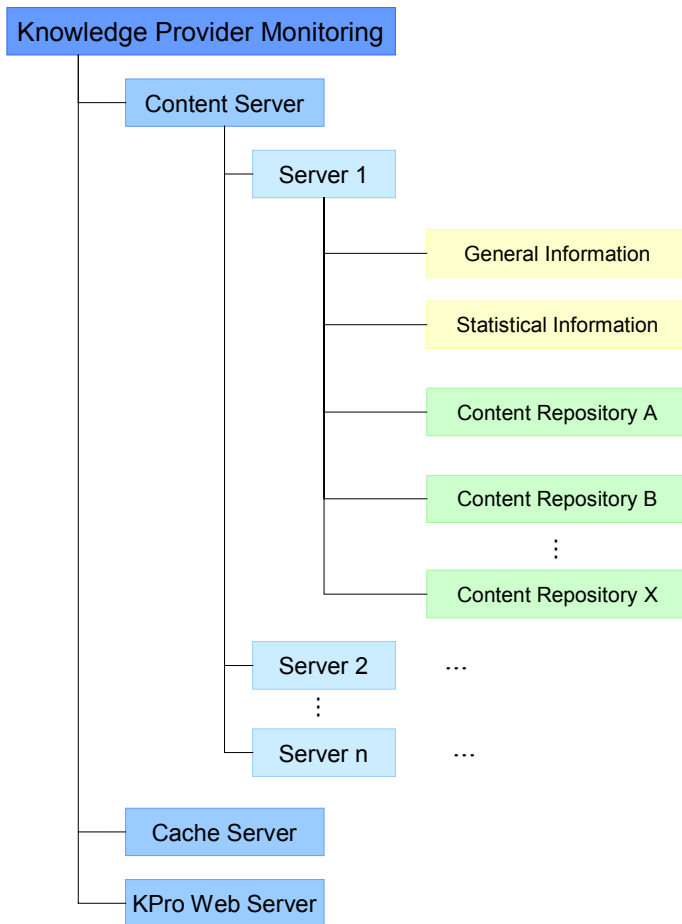 Knowledge Provider Monitoring
Content Server
Server 1
General Information
Statistical Information
Content Repository A
Content Repository B
⋮
Content Repository X
Server 2 ...
⋮
Server n ...
Cache Server
KPro Web Server